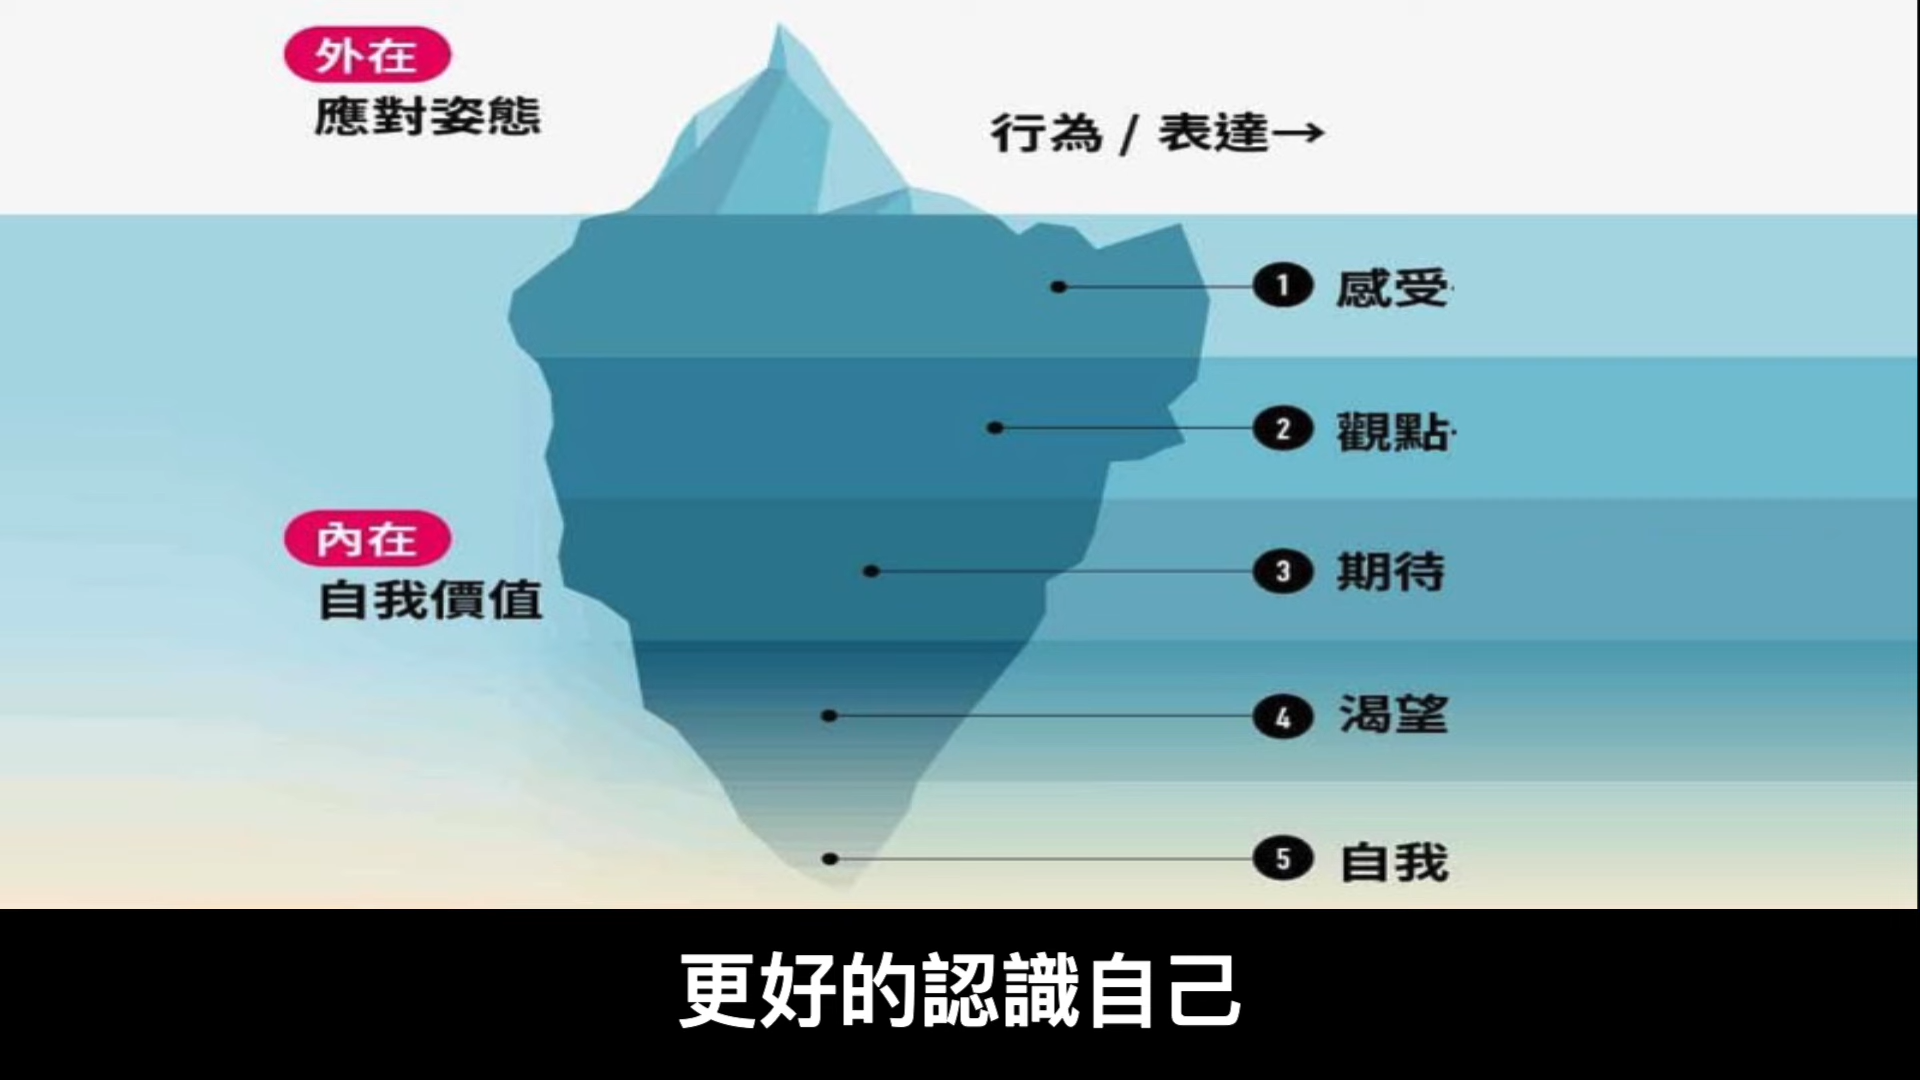 外在
應對姿態
行為 / 表達→
1 感受
2 觀點
內在
自我價值
3 期待
4 渴望
5 自我
更好的認識自己